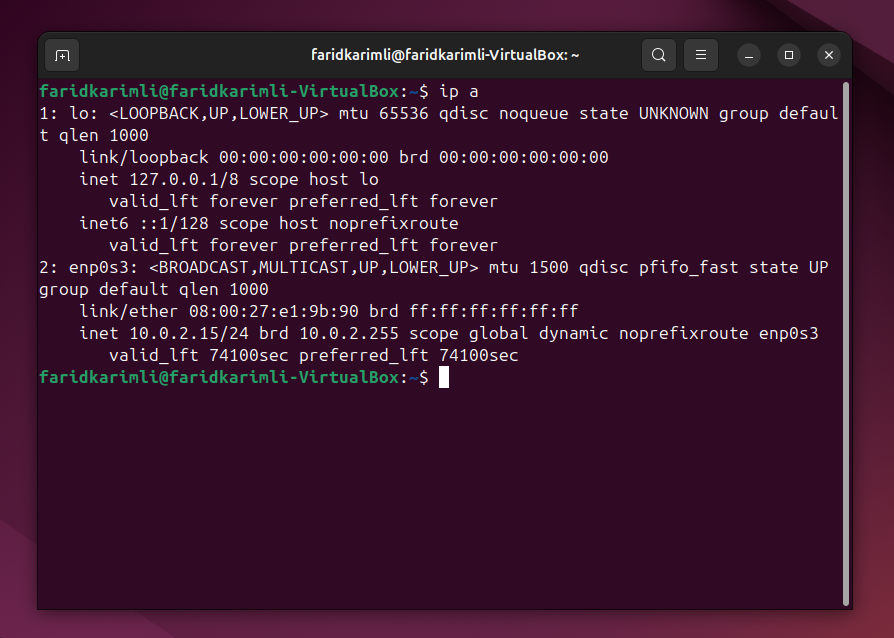 faridkarimli@faridkarimli-VirtualBox: ~
faridkarimli@faridkarimli-VirtualBox:~$ ip a
1: lo: <LOOPBACK,UP,LOWER_UP> mtu 65536 qdisc noqueue state UNKNOWN group defaul
t qlen 1000
    link/loopback 00:00:00:00:00:00 brd 00:00:00:00:00:00
    inet 127.0.0.1/8 scope host lo
       valid_lft forever preferred_lft forever
    inet6 ::1/128 scope host noprefixroute
       valid_lft forever preferred_lft forever
2: enp0s3: <BROADCAST,MULTICAST,UP,LOWER_UP> mtu 1500 qdisc pfifo_fast state UP
group default qlen 1000
    link/ether 08:00:27:e1:9b:90 brd ff:ff:ff:ff:ff:ff
    inet 10.0.2.15/24 brd 10.0.2.255 scope global dynamic noprefixroute enp0s3
       valid_lft 74100sec preferred_lft 74100sec
faridkarimli@faridkarimli-VirtualBox:~$